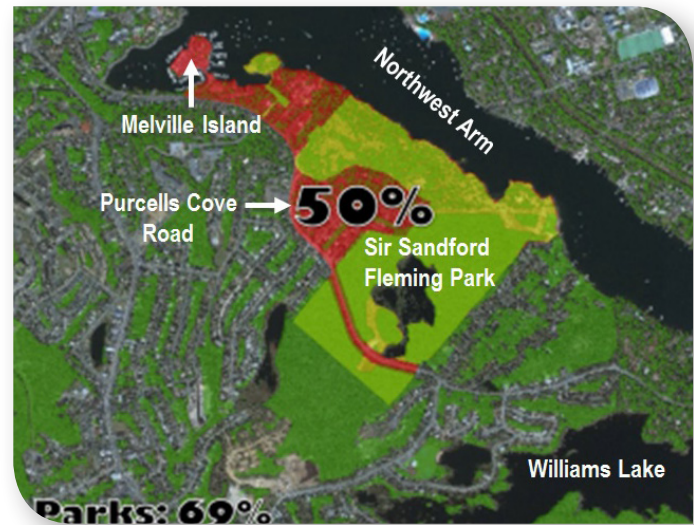 Northwest Arm
Melville Island
Purcells Cove
Road
50%
Sir Sandford
Fleming Park
Williams Lake
Parks: 69%